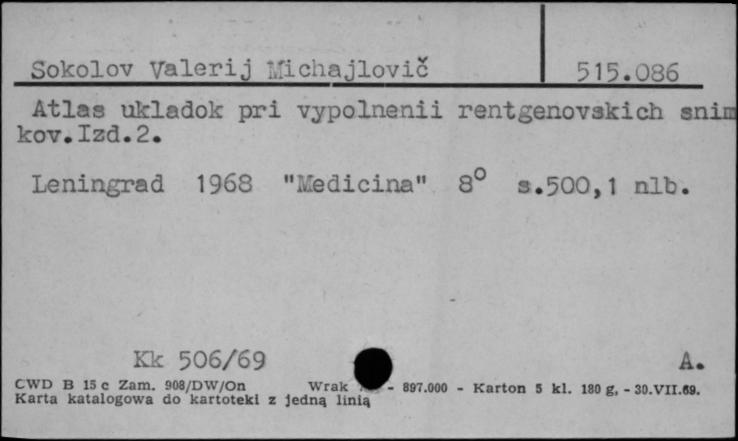 Sokolov Valerij Michajlovič 515.086
Atlas ukladok pri vypolnenii rentgenovskich snim
kov.Izd.2.
Leningrad 1968 "Medicina" 8° s.500,1 nlb.
Kk 506/69 A.
CWD B 15 c Zam. 908/DW/On Wrak - 897.000 - Karton 5 kl. 180 g. - 30.VII.69.
Karta katalogowa do kartoteki z jedną linią